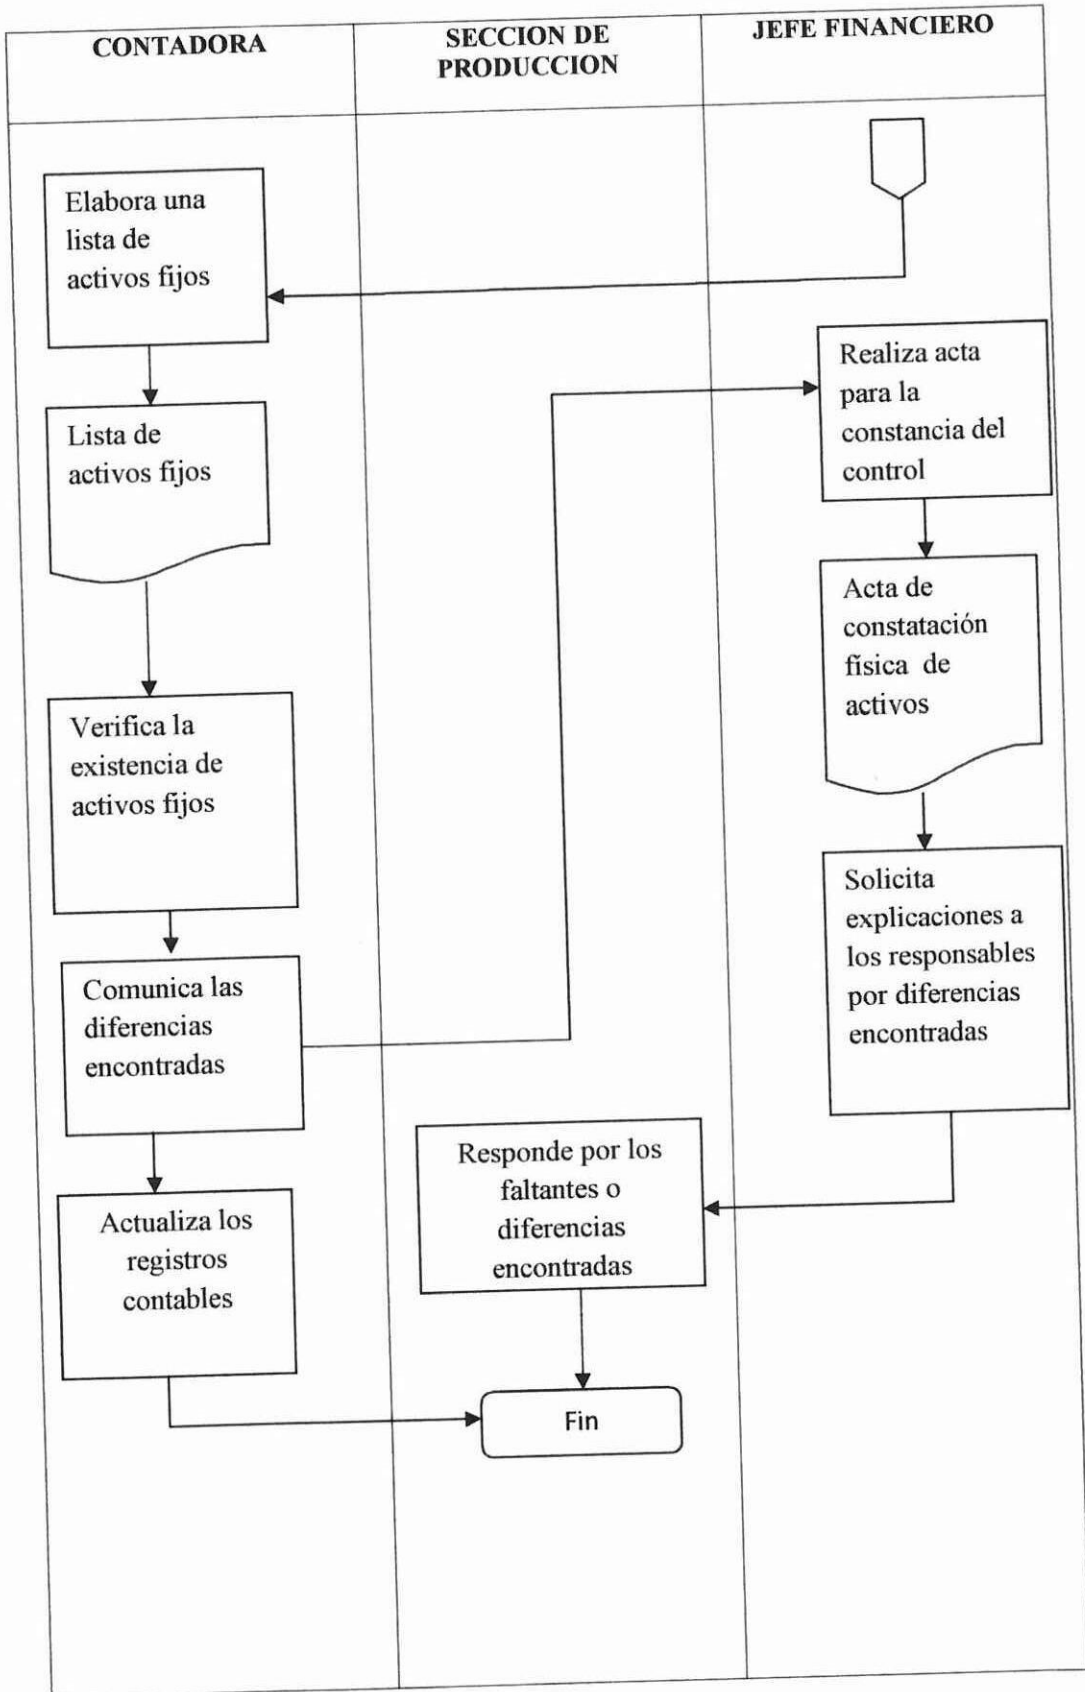 CONTADORA
SECCION DE
PRODUCCION
JEFE FINANCIERO
Elabora una
lista de
activos fijos
Lista de
activos fijos
Verifica la
existencia de
activos fijos
Comunica las
diferencias
encontradas
Actualiza los
registros
contables
Realiza acta
para la
constancia del
control
Acta de
constatación
física de
activos
Solicita
explicaciones a
los responsables
por diferencias
encontradas
Responde por los
faltantes o
diferencias
encontradas
Fin